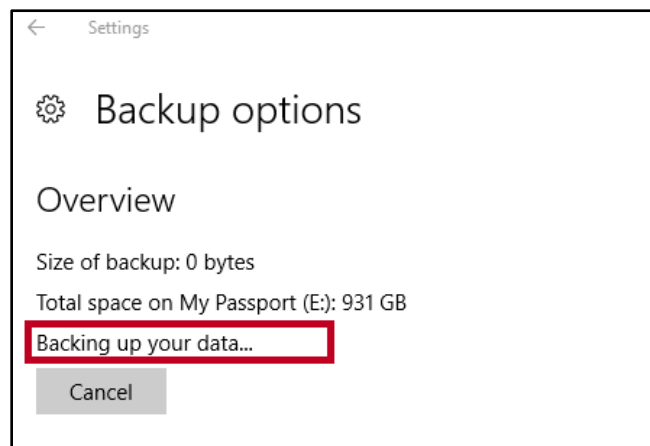 Settings
Backup options
Overview
Size of backup: 0 bytes
Total space on My Passport (E:): 931 GB
Backing up your data...
Cancel